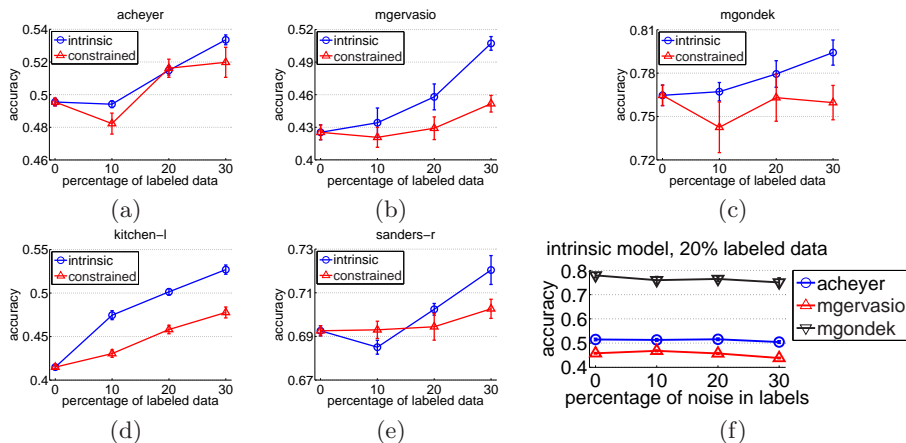 acheyer
0.54
0.52
0.5
0.48
0.46
accuracy
intrinsic
constrained
0 10 20 30
percentage of labeled data
(a)
mgervasio
0.52
0.49
0.46
0.43
0.4
accuracy
intrinsic
constrained
0 10 20 30
percentage of labeled data
(b)
mgondek
0.81
0.78
0.75
0.72
accuracy
intrinsic
constrained
0 10 20 30
percentage of labeled data
(c)
kitchen-l
0.55
0.5
0.45
0.4
accuracy
intrinsic
constrained
0 10 20 30
percentage of labeled data
(d)
sanders-r
0.73
0.71
0.69
0.67
accuracy
intrinsic
constrained
0 10 20 30
percentage of labeled data
(e)
intrinsic model, 20% labeled data
0.8
0.7
0.6
0.5
0.4
accuracy
acheyer
mgervasio
mgondek
0 10 20 30
percentage of noise in labels
(f)